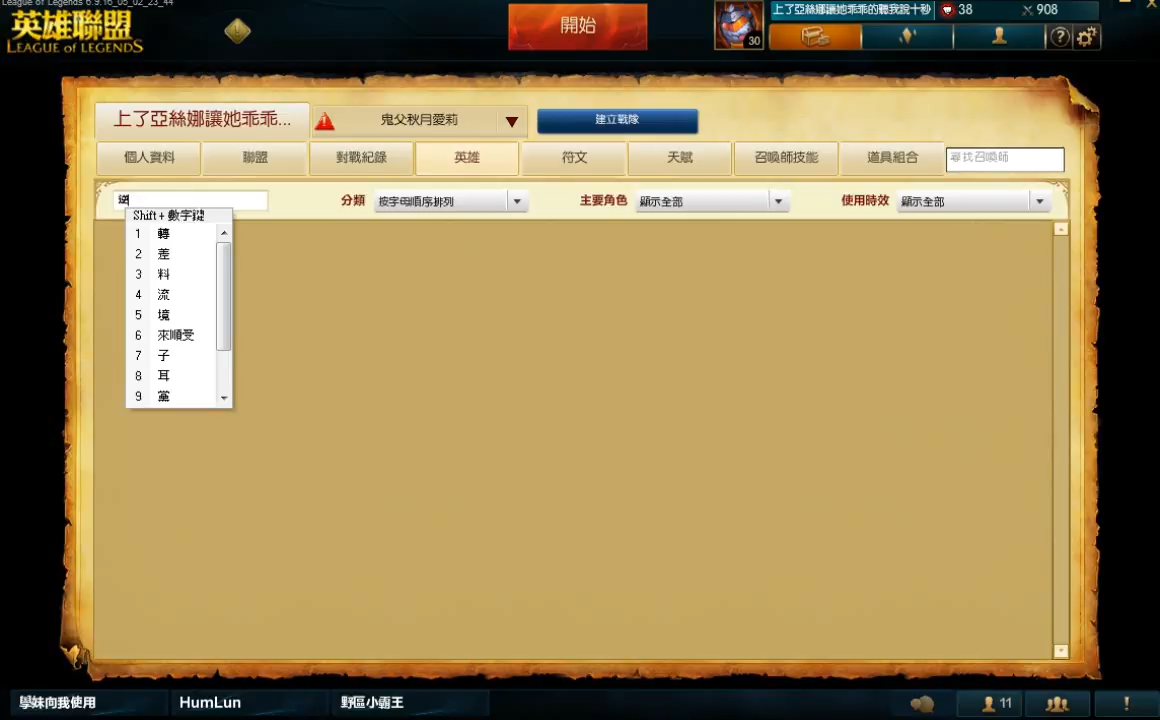 League of Legends 6.9.16_05_02_23_44
英雄聯盟
LEAGUE of LEGENDS
開始
30
上了亞絲娜讓她乖乖的聽我說十秒
38
908
?
上了亞絲娜讓她乖乖...
鬼父秋月愛莉
建立戰隊
個人資料
聯盟
對戰紀錄
英雄
符文
天賦
召喚師技能
道具組合
尋找召喚師
逆
分類
按字母順序排列
主要角色
顯示全部
使用時效
顯示全部
Shift+數字鍵
1 轉
2 差
3 料
4 流
5 境
6 來順受
7 子
8 耳
9 黨
學妹向我使用
HumLun
野區小霸王
11
!